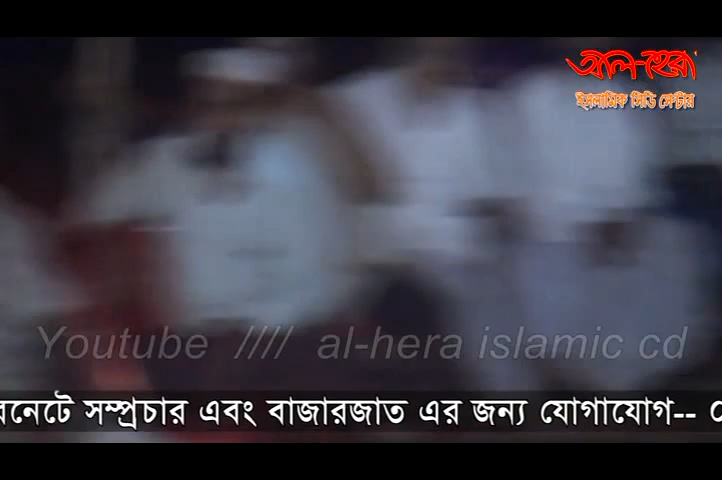 আল-হেরা
ইসলামিক সিডি সেন্টার
Youtube //// al-hera islamic cd
সম্প্রচার এবং বাজারজাত এর জন্য যোগাযোগ--